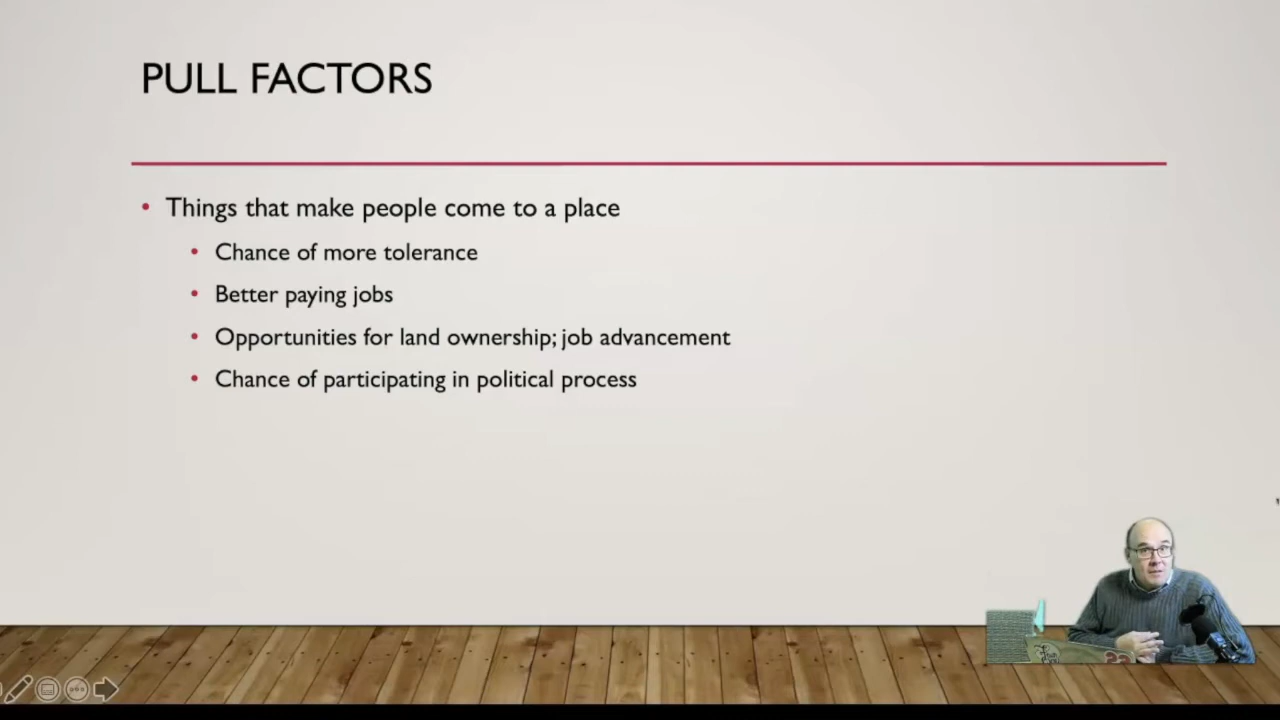 PULL FACTORS
• Things that make people come to a place
• Chance of more tolerance
• Better paying jobs
• Opportunities for land ownership; job advancement
• Chance of participating in political process